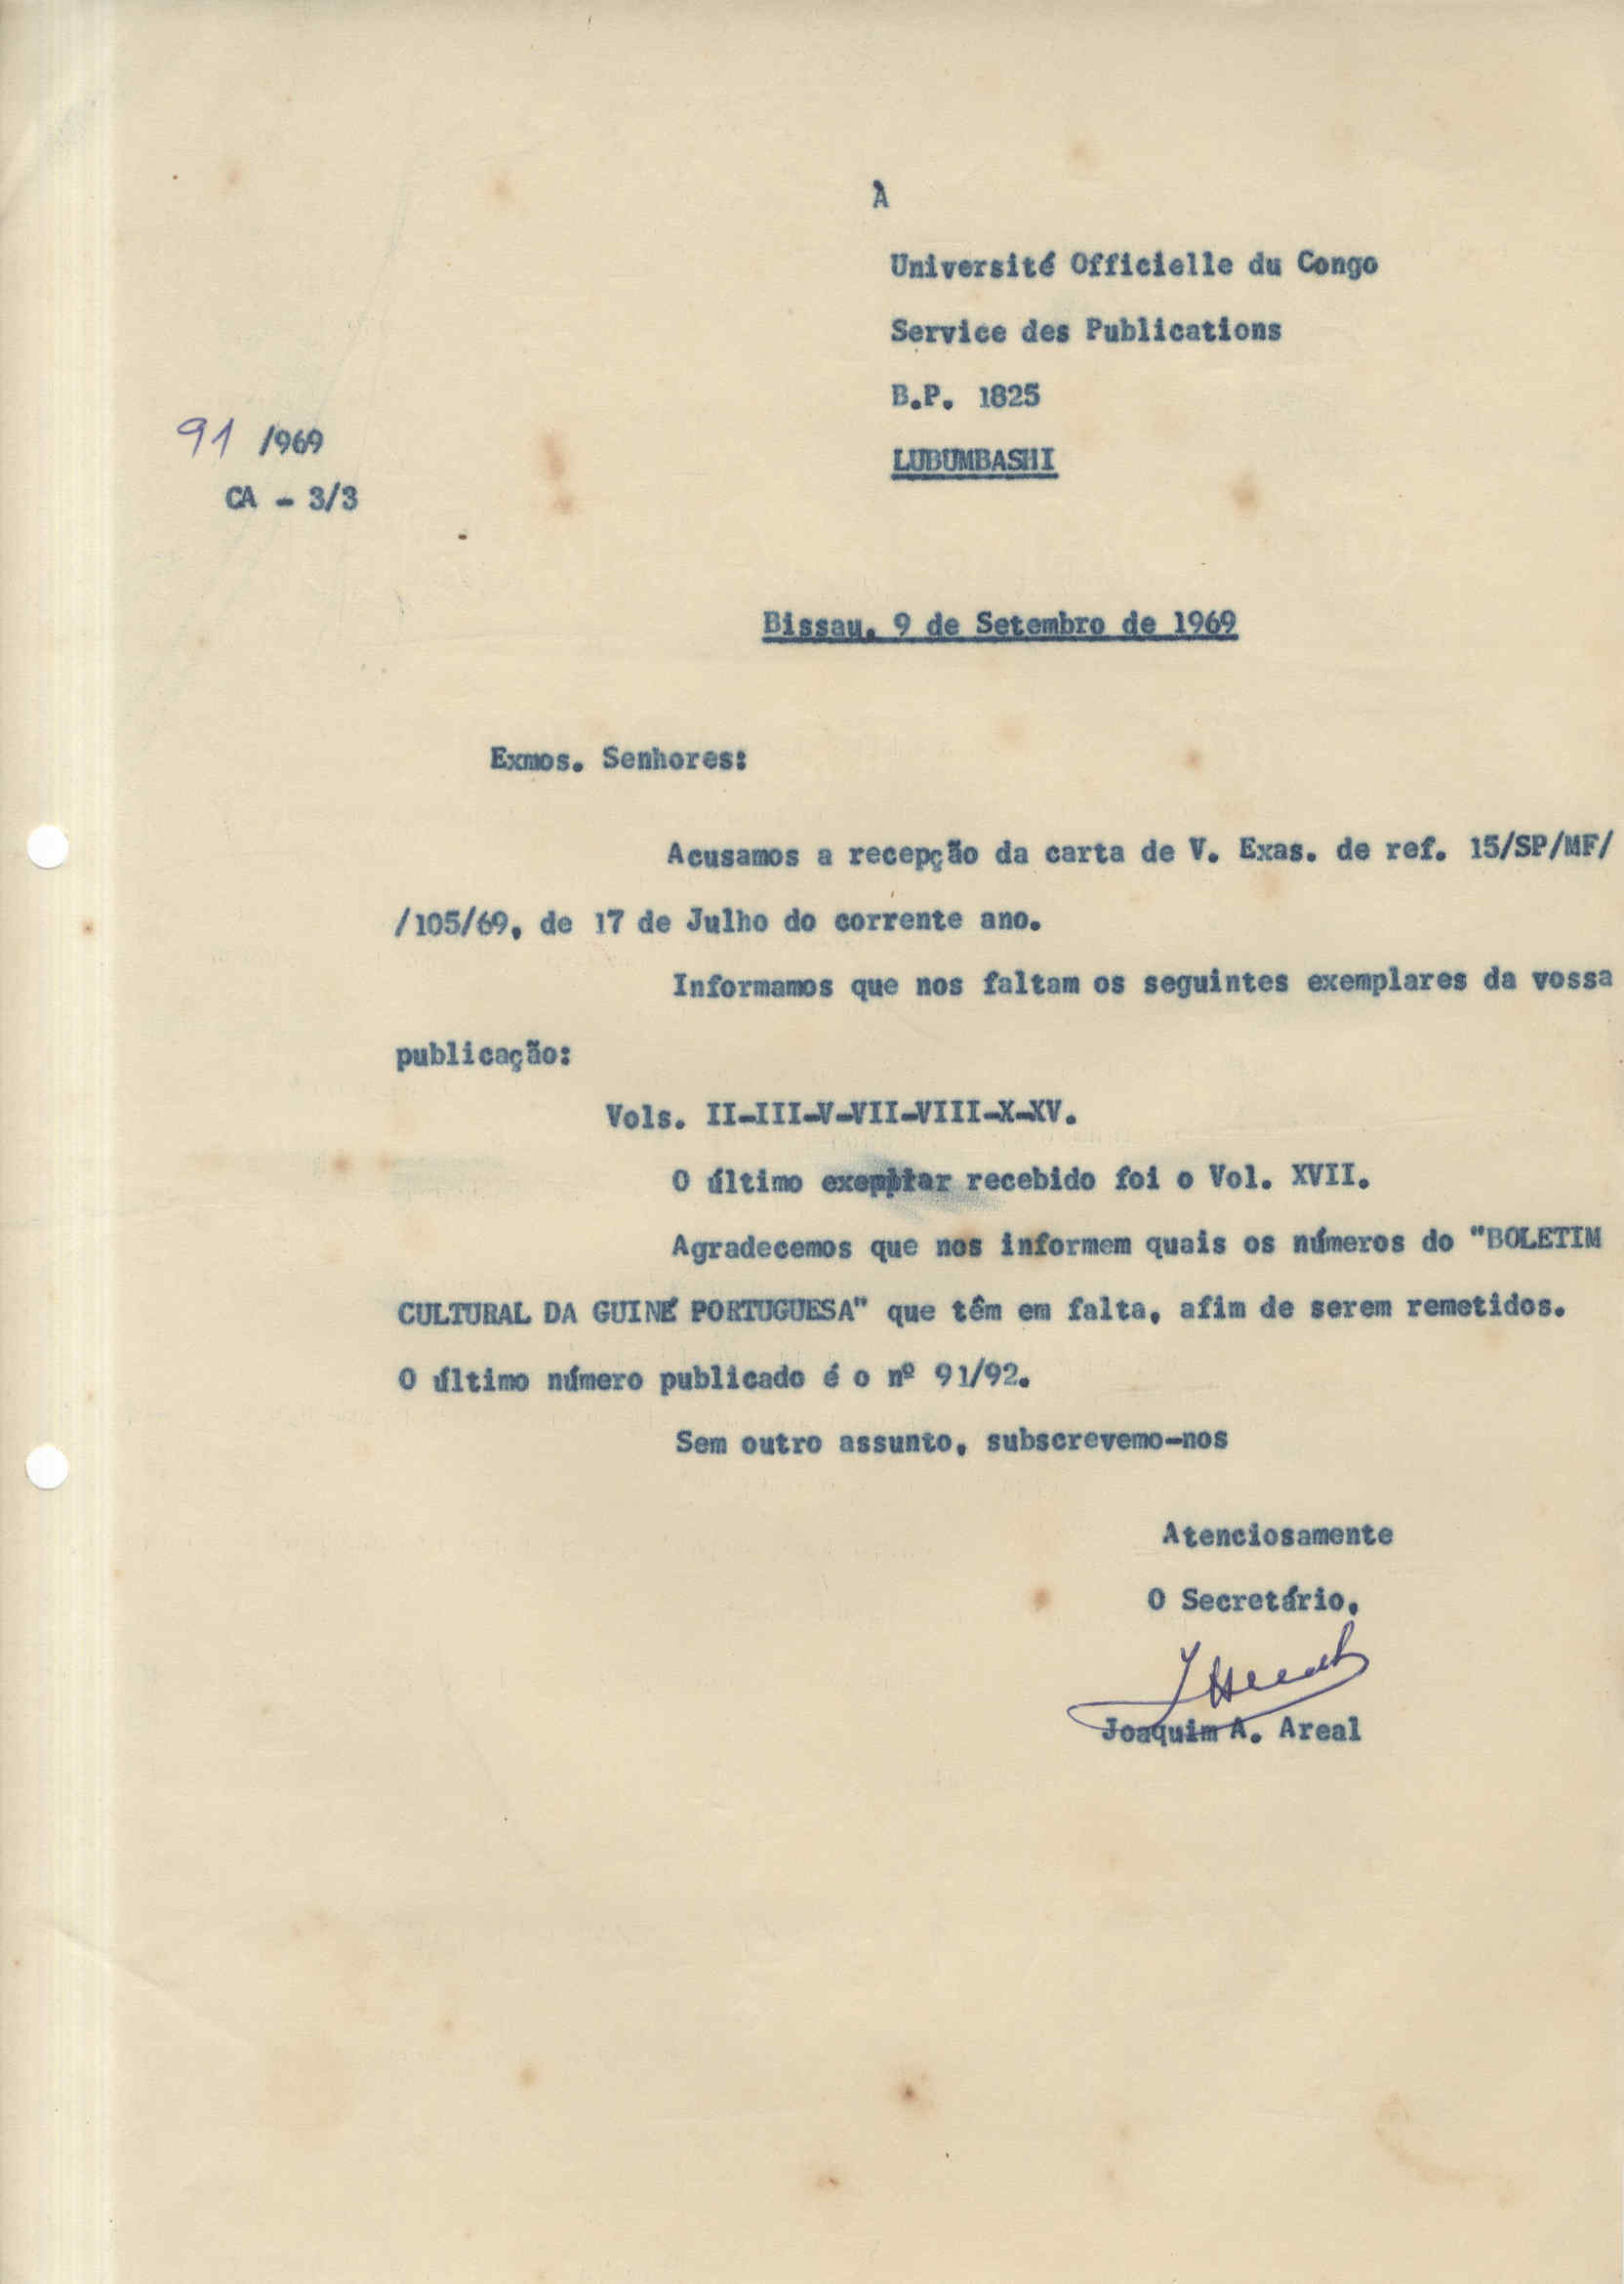 À
Université Officielle du Congo
Service des Publications
B.P. 1825
LUBUMBASHI
91 /969
CA - 3/3
Bissau, 9 de Setembro de 1969
Exmos. Senhores:
Acusamos a recepção da carta de V. Exas. de ref. 15/SP/MF/
/105/69, de 17 de Julho do corrente ano.
Informamos que nos faltam os seguintes exemplares da vossa
publicação:
Vols. II-III-V-VII-VIII-X-XV.
O último exemplar recebido foi o Vol. XVII.
Agradecemos que nos informem quais os números do "BOLETIM
CULTURAL DA GUINÉ PORTUGUESA" que têm em falta, afim de serem remetidos.
O último número publicado é o nº 91/92.
Sem outro assunto, subscrevemo-nos
Atenciosamente
O Secretário,
Joaquim A. Areal